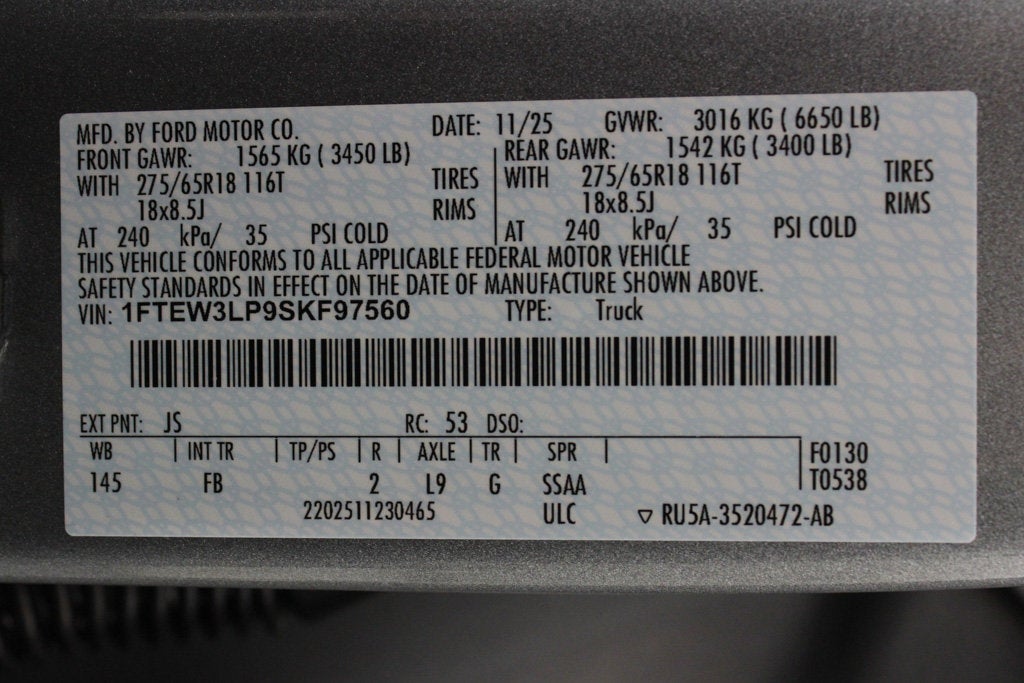 MFD. BY FORD MOTOR CO. DATE: 11/25 GVWR: 3016 KG ( 6650 LB)
FRONT GAWR: 1565 KG ( 3450 LB) REAR GAWR: 1542 KG ( 3400 LB)
WITH 275/65R18 116T TIRES WITH 275/65R18 116T TIRES
18x8.5J RIMS 18x8.5J RIMS
AT 240 kPa/ 35 PSI COLD AT 240 kPa/ 35 PSI COLD
THIS VEHICLE CONFORMS TO ALL APPLICABLE FEDERAL MOTOR VEHICLE
SAFETY STANDARDS IN EFFECT ON THE DATE OF MANUFACTURE SHOWN ABOVE.
VIN: 1FTEW3LP9SKF97560 TYPE: Truck
EXT PNT: JS RC: 53 DSO:
WB INT TR TP/PS R AXLE TR SPR F0130
145 FB 2 L9 G SSAA T0538
2202511230465 ULC ▽ RU5A-3520472-AB